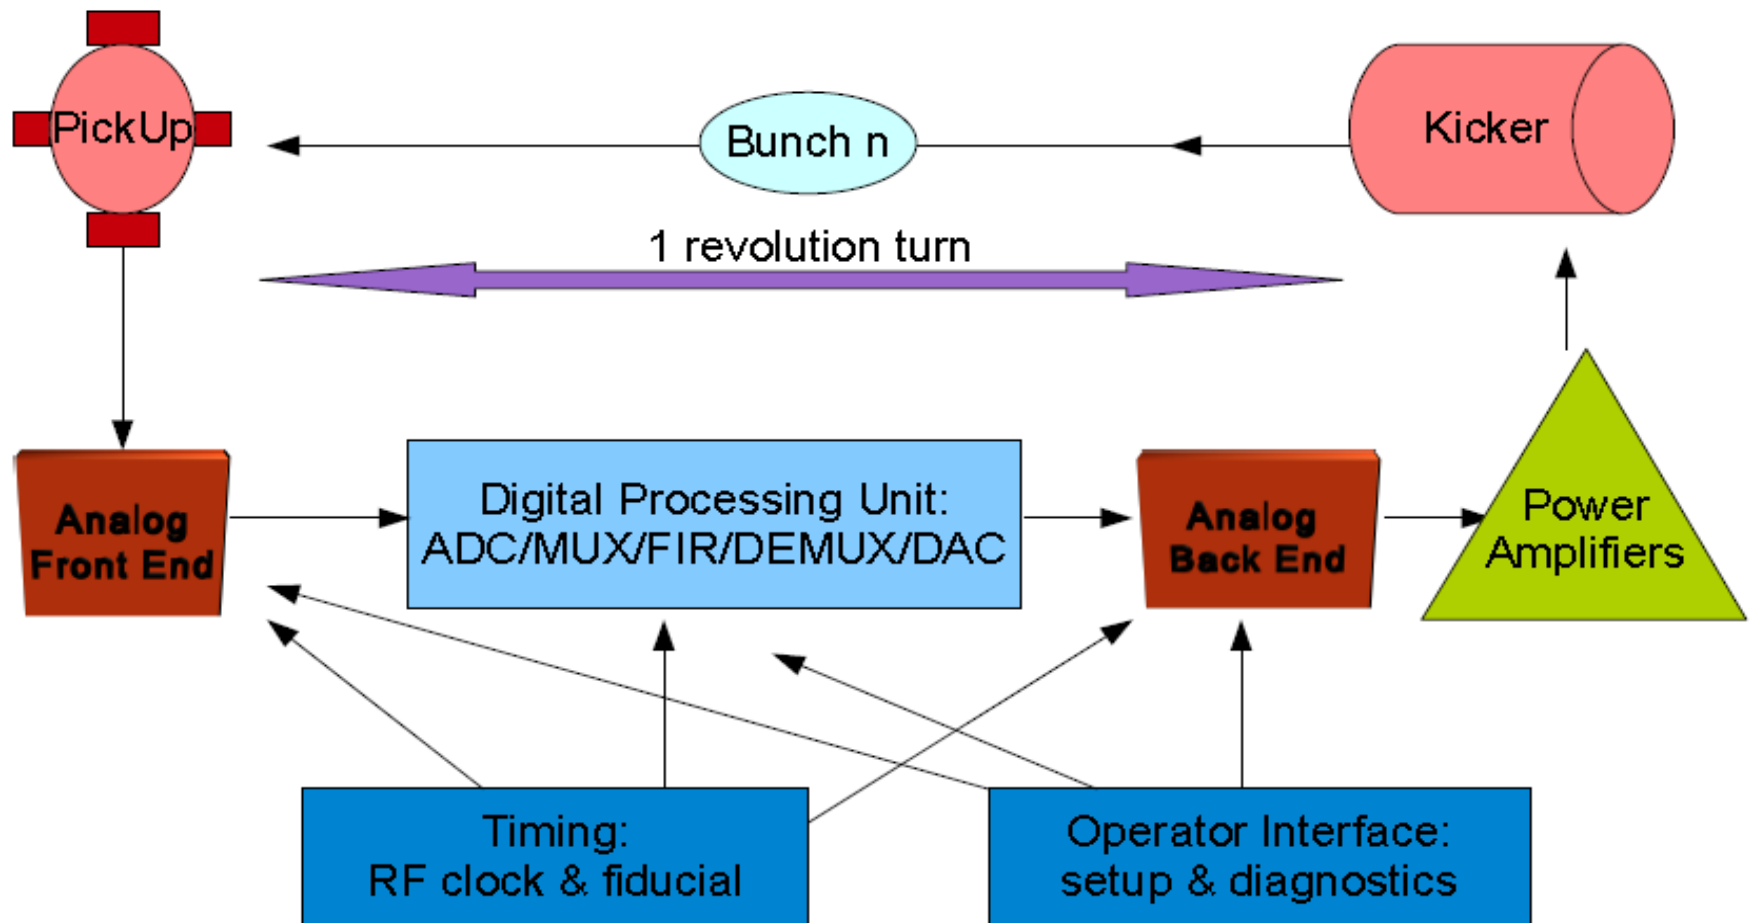 PickUp
Bunch n
Kicker
1 revolution turn
Analog
Front End
Digital Processing Unit:
ADC/MUX/FIR/DEMUX/DAC
Analog
Back End
Power
Amplifiers
Timing:
RF clock & fiducial
Operator Interface:
setup & diagnostics